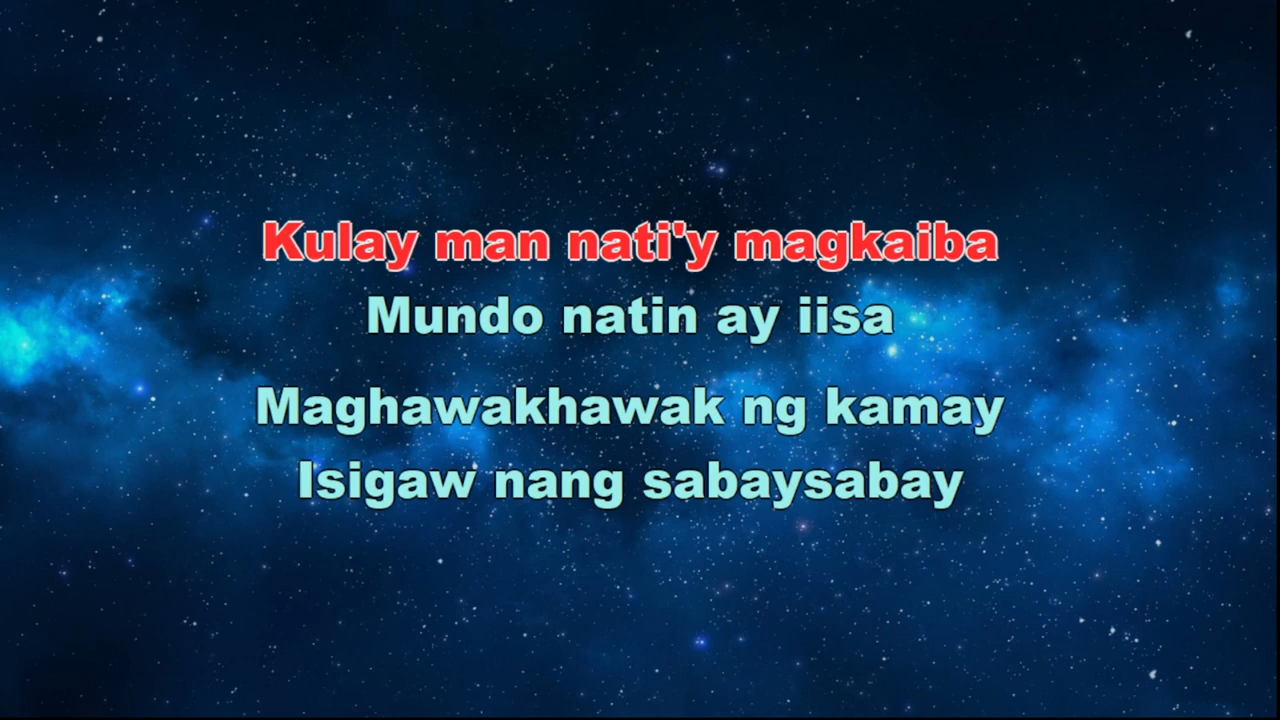 Kulay man nati'y magkaiba
Mundo natin ay iisa
Maghawakhawak ng kamay
Isigaw nang sabaysabay